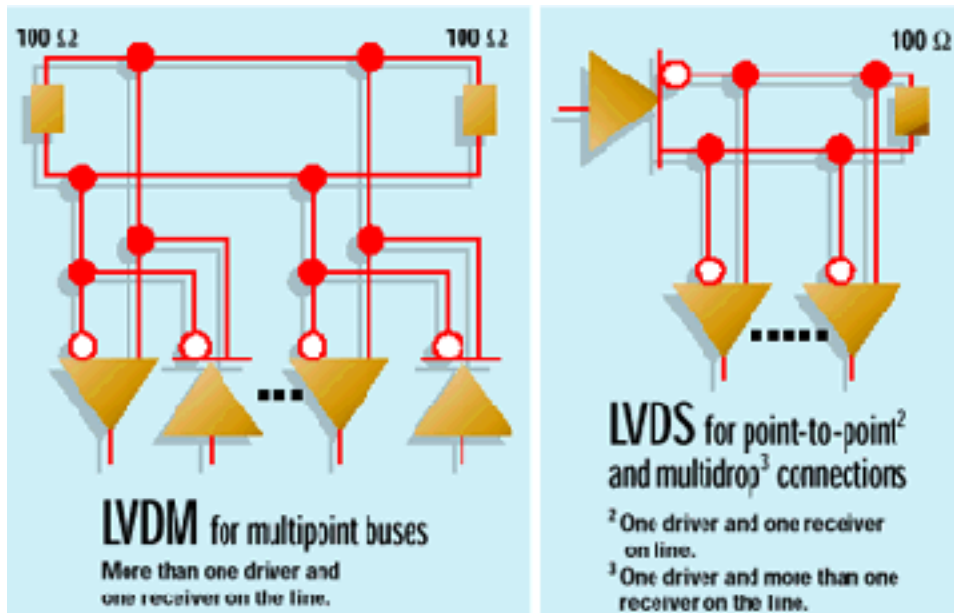 100 Ω
100 Ω
LVDM for multipoint buses
More than one driver and
one receiver on the line.
100 Ω
LVDS for point-to-point²
and multidrop³ connections
² One driver and one receiver
on line.
³ One driver and more than one
receiver on the line.